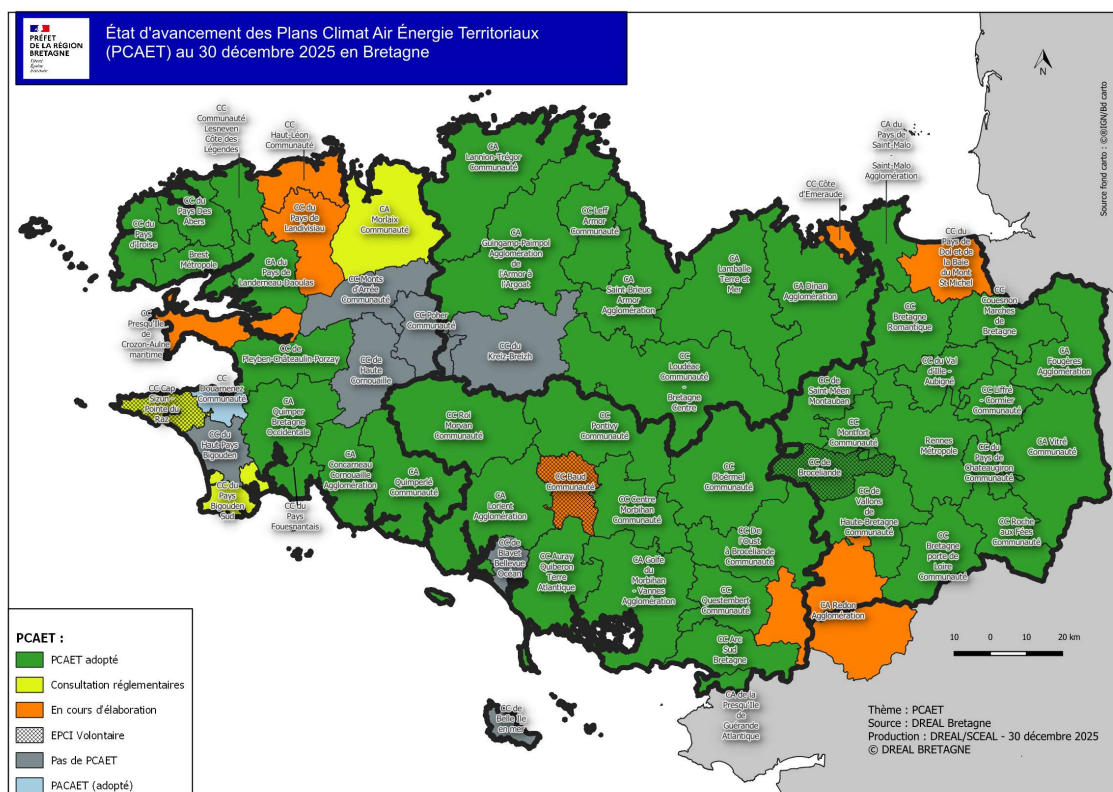 PRÉFET
DE LA RÉGION
BRETAGNE
Liberté
Égalité
Fraternité
État d'avancement des Plans Climat Air Énergie Territoriaux
(PCAET) au 30 décembre 2025 en Bretagne
N
Source fond carto : ©®IGN/Bd carto
CC
Communauté
Lesneven
Côte des
Légendes
CC
Haut-Léon
Communauté
CA
Lannion-Trégor
Communauté
CA du
Pays de
Saint-Malo
-
Saint-Malo
Agglomération
CC Côte
d'Emeraude
CC du
Pays Des
Abers
CC du
Pays
d'Iroise
CC du
Pays de
Landivisiau
CA
Morlaix
Communauté
CC Leff
Armor
Communauté
CA
Guingamp-Paimpol
Agglomération
de
l'Armor à
l'Argoat
Brest
Métropole
CA du
Pays de
Landerneau-Daoulas
CC Monts
d'Arrée
Communauté
CA
Saint-Brieuc
Armor
Agglomération
CA
Lamballe
Terre et
Mer
CA Dinan
Agglomération
CC du
Pays de
Dol et de
la Baie
du Mont
St Michel
CC
Couesnon
Marches
de
Bretagne
CC
Bretagne
Romantique
CC
Presqu'île
de
Crozon-Aulne
maritime
CC Poher
Communauté
CC du
Kreiz-Breizh
CC de
Pleyben-Châteaulin-Porzay
CC de
Haute
Cornouaille
CC
Loudéac
Communauté
-
Bretagne
Centre
CC du Val
d'Ille -
Aubigné
CA
Fougères
Agglomération
CC Cap
Sizun -
Pointe du
Raz
CC
Douarnenez
Communauté
CC de
Saint-Méen
Montauban
CC Liffré
- Cormier
Communauté
CA
Quimper
Bretagne
Occidentale
CC Roi
Morvan
Communauté
CC
Pontivy
Communauté
CC
Montfort
Communauté
Rennes
Métropole
CC du
Pays de
Chateaugiron
Communauté
CA Vitré
Communauté
CC du
Haut Pays
Bigouden
CA
Concarneau
Cornouaille
Agglomération
CA
Quimperlé
Communauté
CC Baud
Communauté
CC
Ploërmel
Communauté
CC de
Brocéliande
CC du
Pays
Bigouden
Sud
CC du
Pays
Fouesnantais
CA
Lorient
Agglomération
CC Centre
Morbihan
Communauté
CC de
Vallons
de
Haute-Bretagne
Communauté
CC Roche
aux Fées
Communauté
CC de
Blavet
Bellevue
Océan
CC Auray
Quiberon
Terre
Atlantique
CA Golfe
du
Morbihan
- Vannes
Agglomération
CC De
l'Oust
à Brocéliande
Communauté
CC
Bretagne
porte de
Loire
Communauté
CC
Questembert
Communauté
CA Redon
Agglomération
CC Arc
Sud
Bretagne
CA de la
Presqu'île
de
Guérande
Atlantique
CC de
Belle Ile
en mer
10 0 10 20 km
PCAET :
PCAET adopté
Consultation réglementaires
En cours d'élaboration
EPCI Volontaire
Pas de PCAET
PACAET (adopté)
Thème : PCAET
Source : DREAL Bretagne
Production : DREAL/SCEAL - 30 décembre 2025
© DREAL BRETAGNE